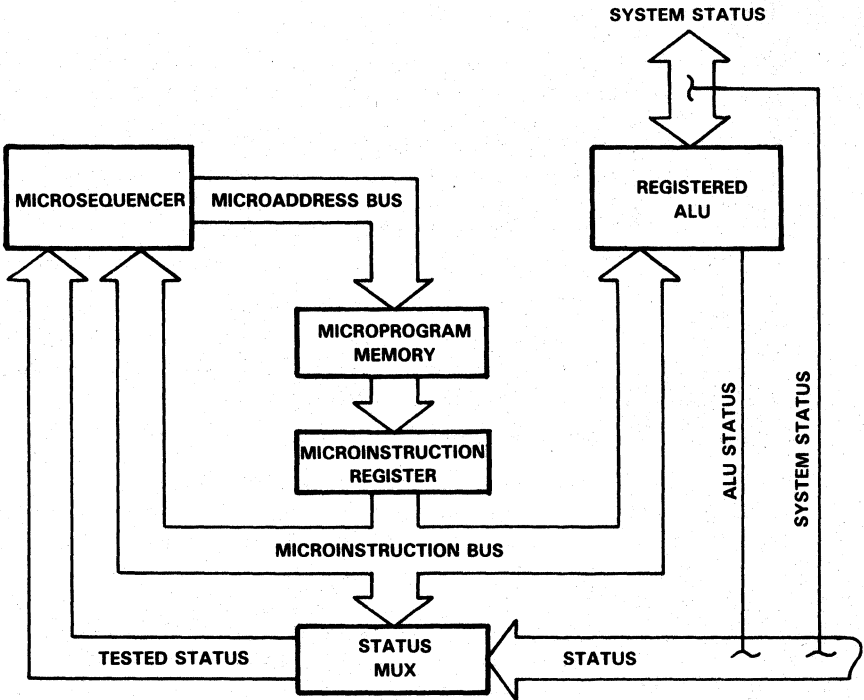 SYSTEM STATUS
MICROSEQUENCER
MICROADDRESS BUS
REGISTERED
ALU
MICROPROGRAM
MEMORY
MICROINSTRUCTION
REGISTER
ALU STATUS
SYSTEM STATUS
MICROINSTRUCTION BUS
TESTED STATUS
STATUS
MUX
STATUS